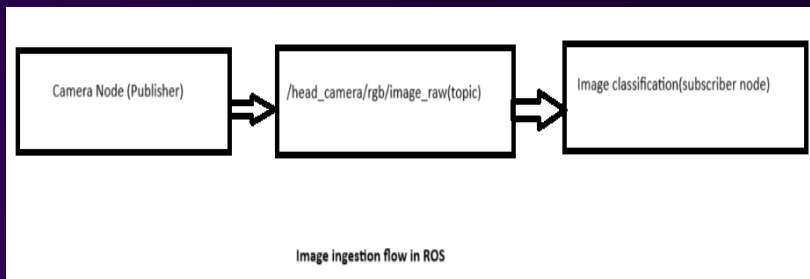 Camera Node (Publisher)
/head_camera/rgb/image_raw(topic)
Image classification(subscriber node)
Image ingestion flow in ROS